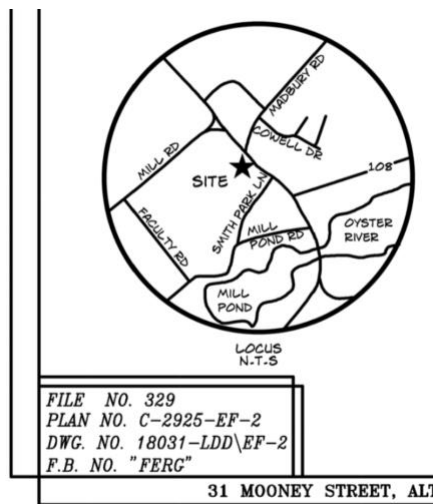 MADBURY RD
COWELL DR
MILL RD
108
SITE
SMITH PARK LN
FACULTY RD
MILL
POND RD
OYSTER
RIVER
MILL
POND
LOCUS
N.T.S
FILE NO. 329
PLAN NO. C-2925-EF-2
DWG. NO. 18031-LDD\EF-2
F.B. NO. "FERG"
31 MOONEY STREET, ALT